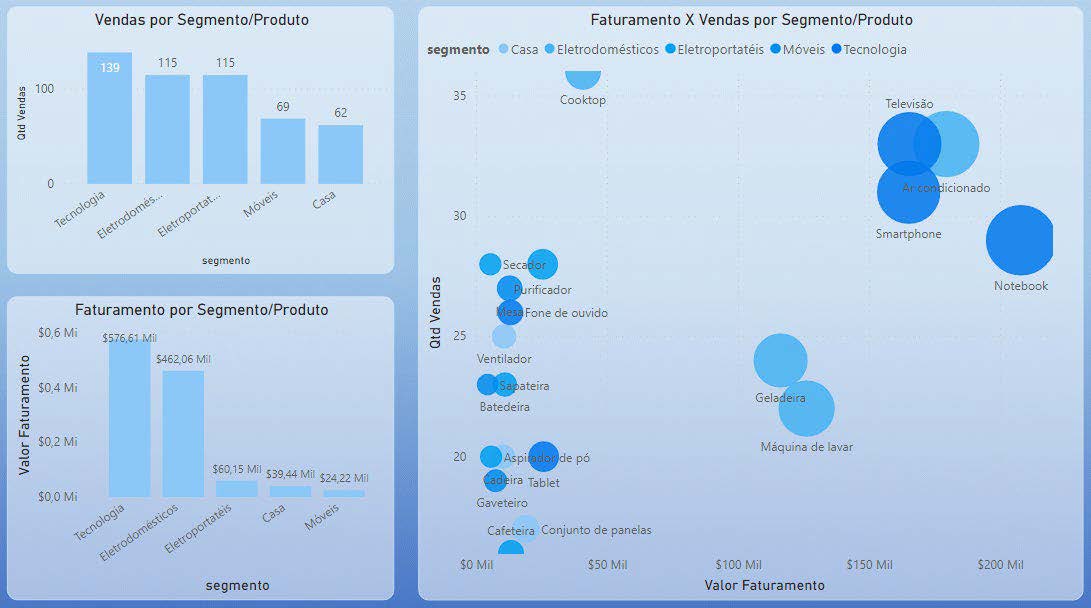 Vendas por Segmento/Produto
Qtd Vendas
100
0
139
115
115
69
62
Tecnologia
Eletrodomés...
Eletroportat...
Móveis
Casa
segmento
Faturamento por Segmento/Produto
Valor Faturamento
$0,6 Mi
$0,4 Mi
$0,2 Mi
$0,0 Mi
$576,61 Mil
$462,06 Mil
$60,15 Mil
$39,44 Mil
$24,22 Mil
Tecnologia
Eletrodomésticos
Eletroportatéis
Casa
Móveis
segmento
Faturamento X Vendas por Segmento/Produto
segmento Casa Eletrodomésticos Eletroportatéis Móveis Tecnologia
Qtd Vendas
35
30
25
20
Cooktop
Televisão
Ar condicionado
Smartphone
Notebook
Secador
Purificador
Mesa
Fone de ouvido
Ventilador
Sapateira
Batedeira
Geladeira
Máquina de lavar
Aspirador de pó
Cadeira
Tablet
Gaveteiro
Cafeteira
Conjunto de panelas
$0 Mil
$50 Mil
$100 Mil
$150 Mil
$200 Mil
Valor Faturamento